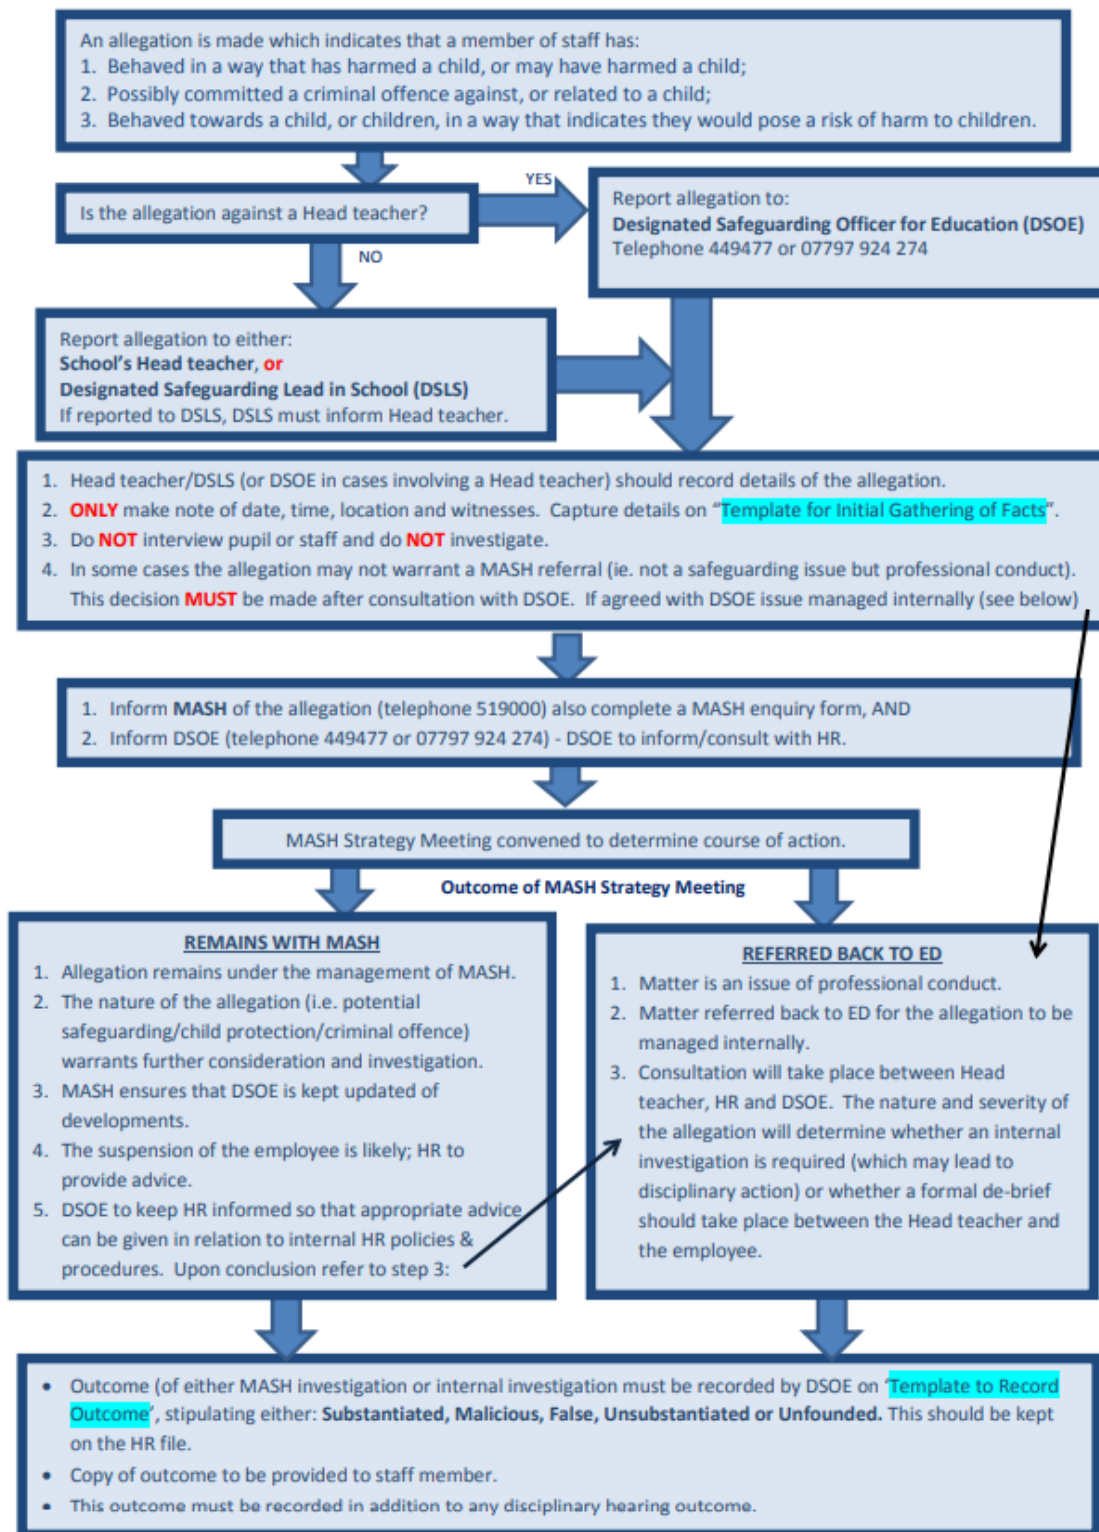 An allegation is made which indicates that a member of staff has:
1. Behaved in a way that has harmed a child, or may have harmed a child;
2. Possibly committed a criminal offence against, or related to a child;
3. Behaved towards a child, or children, in a way that indicates they would pose a risk of harm to children.
Is the allegation against a Head teacher?
YES
Report allegation to:
Designated Safeguarding Officer for Education (DSOE)
Telephone 449477 or 07797 924 274
NO
Report allegation to either:
School's Head teacher, or
Designated Safeguarding Lead in School (DSLS)
If reported to DSLS, DSLS must inform Head teacher.
1. Head teacher/DSLS (or DSOE in cases involving a Head teacher) should record details of the allegation.
2. ONLY make note of date, time, location and witnesses. Capture details on "Template for Initial Gathering of Facts".
3. Do NOT interview pupil or staff and do NOT investigate.
4. In some cases the allegation may not warrant a MASH referral (ie. not a safeguarding issue but professional conduct).
This decision MUST be made after consultation with DSOE. If agreed with DSOE issue managed internally (see below)
1. Inform MASH of the allegation (telephone 519000) also complete a MASH enquiry form, AND
2. Inform DSOE (telephone 449477 or 07797 924 274) - DSOE to inform/consult with HR.
MASH Strategy Meeting convened to determine course of action.
Outcome of MASH Strategy Meeting
REMAINS WITH MASH
1. Allegation remains under the management of MASH.
2. The nature of the allegation (i.e. potential
safeguarding/child protection/criminal offence)
warrants further consideration and investigation.
3. MASH ensures that DSOE is kept updated of
developments.
4. The suspension of the employee is likely; HR to
provide advice.
5. DSOE to keep HR informed so that appropriate advice
can be given in relation to internal HR policies &
procedures. Upon conclusion refer to step 3:
REFERRED BACK TO ED
1. Matter is an issue of professional conduct.
2. Matter referred back to ED for the allegation to be
managed internally.
3. Consultation will take place between Head
teacher, HR and DSOE. The nature and severity of
the allegation will determine whether an internal
investigation is required (which may lead to
disciplinary action) or whether a formal de-brief
should take place between the Head teacher and
the employee.
• Outcome (of either MASH investigation or internal investigation must be recorded by DSOE on 'Template to Record
Outcome', stipulating either: Substantiated, Malicious, False, Unsubstantiated or Unfounded. This should be kept
on the HR file.
• Copy of outcome to be provided to staff member.
• This outcome must be recorded in addition to any disciplinary hearing outcome.